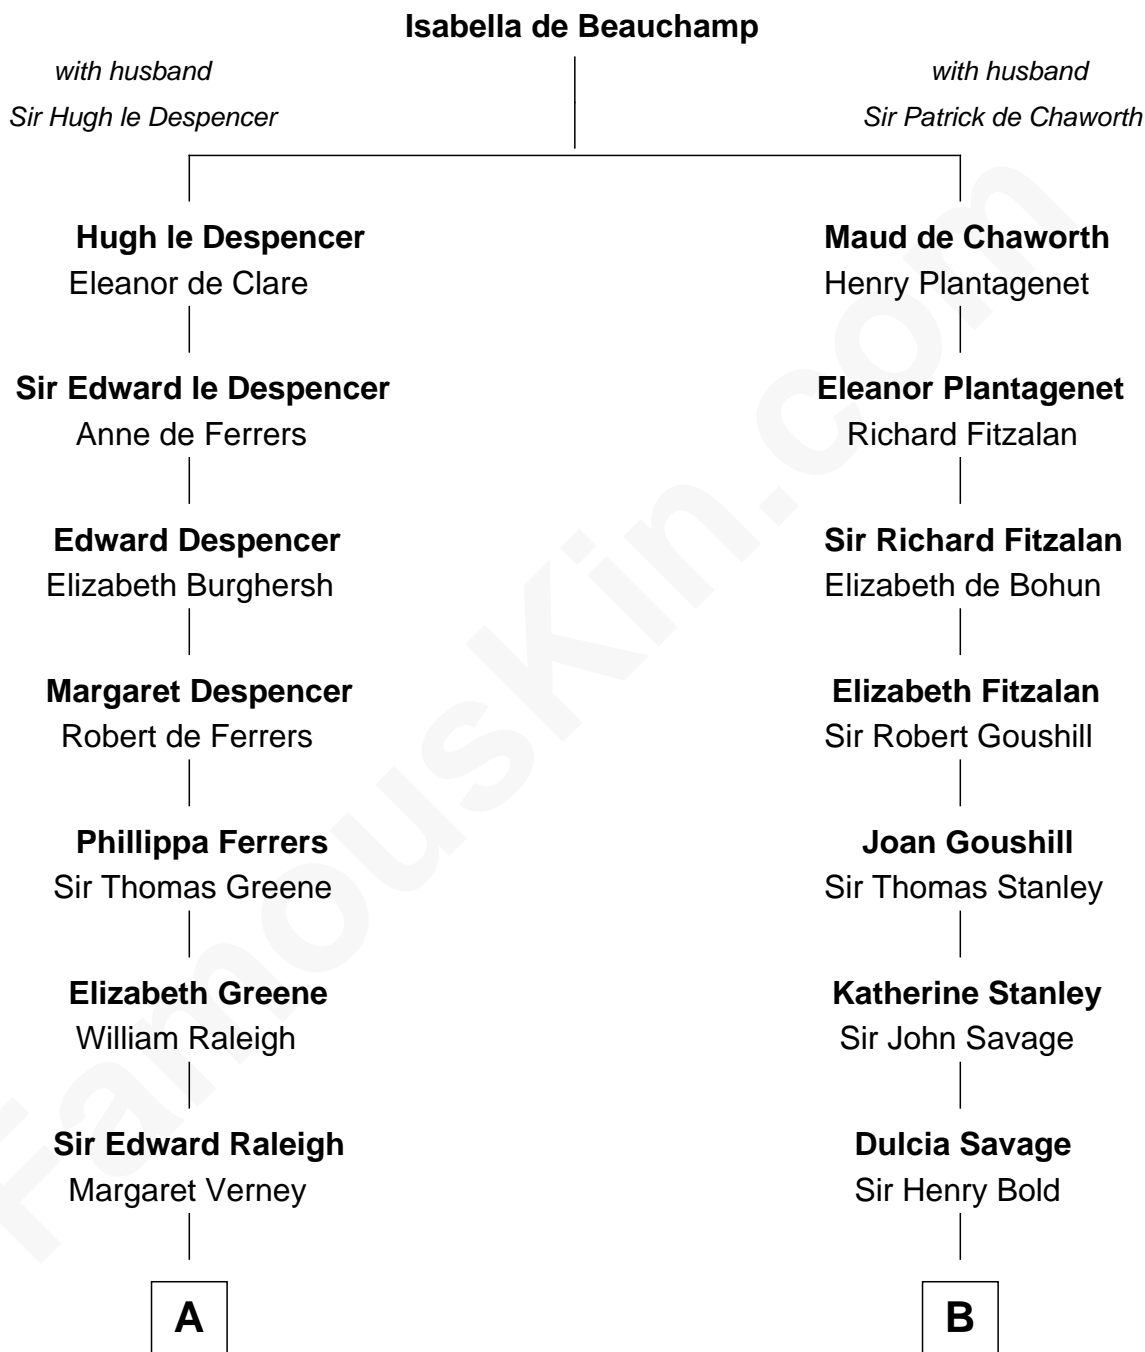 Isabella de Beauchamp
with husband
Sir Hugh le Despencer
with husband
Sir Patrick de Chaworth
Hugh le Despencer
Eleanor de Clare
Maud de Chaworth
Henry Plantagenet
Sir Edward le Despencer
Anne de Ferrers
Eleanor Plantagenet
Richard Fitzalan
Edward Despencer
Elizabeth Burghersh
Sir Richard Fitzalan
Elizabeth de Bohun
Margaret Despencer
Robert de Ferrers
Elizabeth Fitzalan
Sir Robert Goushill
Phillippa Ferrers
Sir Thomas Greene
Joan Goushill
Sir Thomas Stanley
Elizabeth Greene
William Raleigh
Katherine Stanley
Sir John Savage
Sir Edward Raleigh
Margaret Verney
Dulcia Savage
Sir Henry Bold
A
B
FamousKin.com